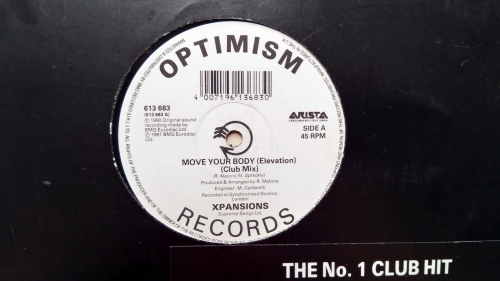 OPTIMISM
4 007196 136830
613 683
(613 683 A)
℗ 1990 Original sound
recording made by
BMG Eurodisc Ltd.
© 1991 BMG Eurodisc
Ltd.
ARISTA
SIDE A
45 RPM
MOVE YOUR BODY (Elevation)
(Club Mix)
(R. Malone/M. Spreckly)
Produced & Arranged by R. Malone
Engineer: M. Cardarelli
Recorded at Synchronized Studios,
London
XPANSIONS
Supreme Songs Ltd.
RECORDS
THE No. 1 CLUB HIT